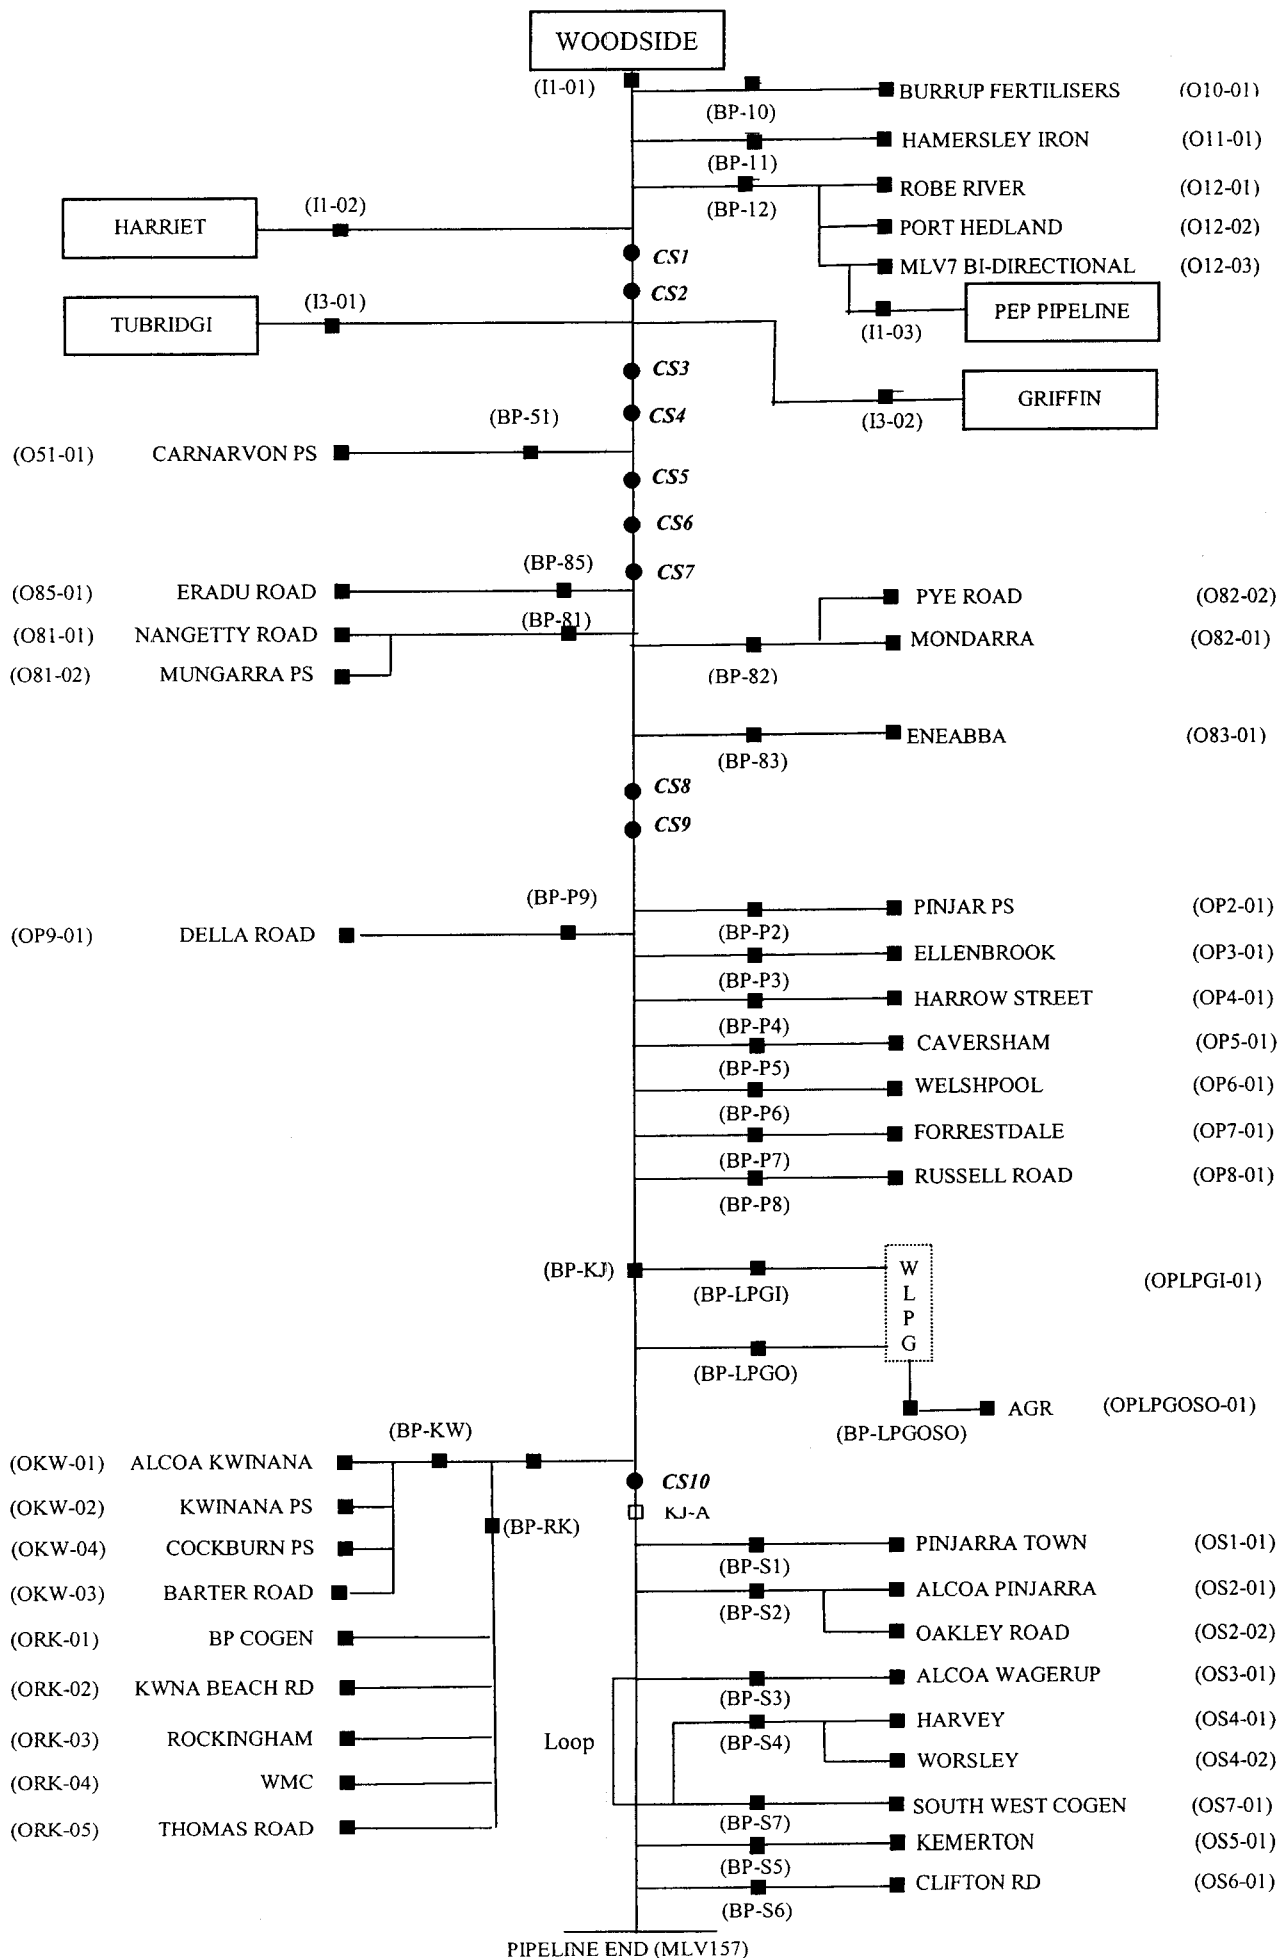 WOODSIDE
(I1-01)
BURRUP FERTILISERS (O10-01)
(BP-10)
HAMERSLEY IRON (O11-01)
(BP-11)
ROBE RIVER (O12-01)
(BP-12)
(I1-02)
HARRIET
PORT HEDLAND (O12-02)
CS1
MLV7 BI-DIRECTIONAL (O12-03)
CS2
(I3-01)
TUBRIDGI
PEP PIPELINE
(I1-03)
CS3
GRIFFIN
(I3-02)
CS4
(BP-51)
(O51-01) CARNARVON PS
CS5
CS6
(BP-85)
CS7
(O85-01) ERADU ROAD
PYE ROAD (O82-02)
(BP-81)
(O81-01) NANGETTY ROAD
MONDARRA (O82-01)
(O81-02) MUNGARRA PS
(BP-82)
ENEABBA (O83-01)
(BP-83)
CS8
CS9
(BP-P9)
PINJAR PS (OP2-01)
(OP9-01) DELLA ROAD
(BP-P2)
ELLENBROOK (OP3-01)
(BP-P3)
HARROW STREET (OP4-01)
(BP-P4)
CAVERSHAM (OP5-01)
(BP-P5)
WELSHPOOL (OP6-01)
(BP-P6)
FORRESTDALE (OP7-01)
(BP-P7)
RUSSELL ROAD (OP8-01)
(BP-P8)
(BP-KJ)
W
L
P
G
(OPLPGI-01)
(BP-LPGI)
(BP-LPGO)
AGR (OPLPGOSO-01)
(BP-LPGOSO)
(BP-KW)
(OKW-01) ALCOA KWINANA
CS10
(OKW-02) KWINANA PS
KJ-A
(BP-RK)
(OKW-04) COCKBURN PS
PINJARRA TOWN (OS1-01)
(BP-S1)
(OKW-03) BARTER ROAD
ALCOA PINJARRA (OS2-01)
(BP-S2)
(ORK-01) BP COGEN
OAKLEY ROAD (OS2-02)
(ORK-02) KWNA BEACH RD
ALCOA WAGERUP (OS3-01)
(BP-S3)
(ORK-03) ROCKINGHAM
Loop
HARVEY (OS4-01)
(BP-S4)
WORSLEY (OS4-02)
(ORK-04) WMC
SOUTH WEST COGEN (OS7-01)
(BP-S7)
(ORK-05) THOMAS ROAD
KEMERTON (OS5-01)
(BP-S5)
CLIFTON RD (OS6-01)
(BP-S6)
PIPELINE END (MLV157)